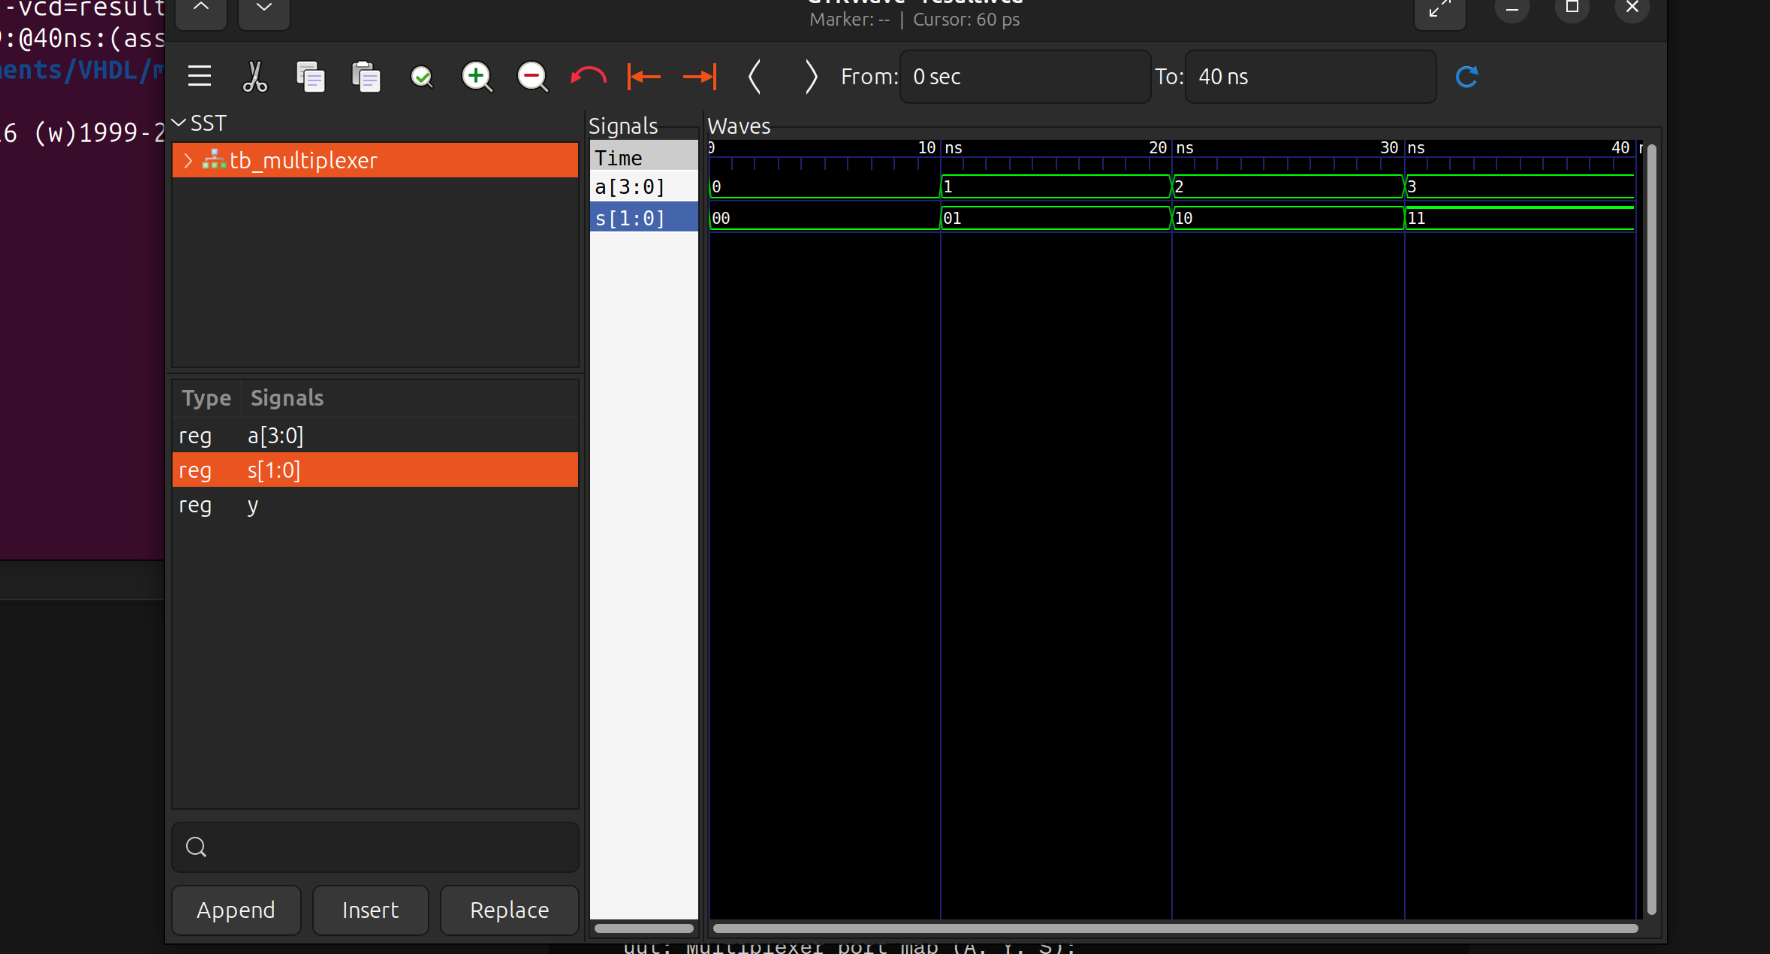 -vcd=result
:@40ns:(ass
ments/VHDL/m
16 (w)1999-2
Marker: -- | Cursor: 60 ps
From: 0 sec To: 40 ns
SST
tb_multiplexer
Type Signals
reg a[3:0]
reg s[1:0]
reg y
Append Insert Replace
Signals
Time
a[3:0]
s[1:0]
Waves
0 10 ns 20 ns 30 ns 40 n
0 1 2 3
00 01 10 11
uut: Multiplexer port map (A, Y, S);